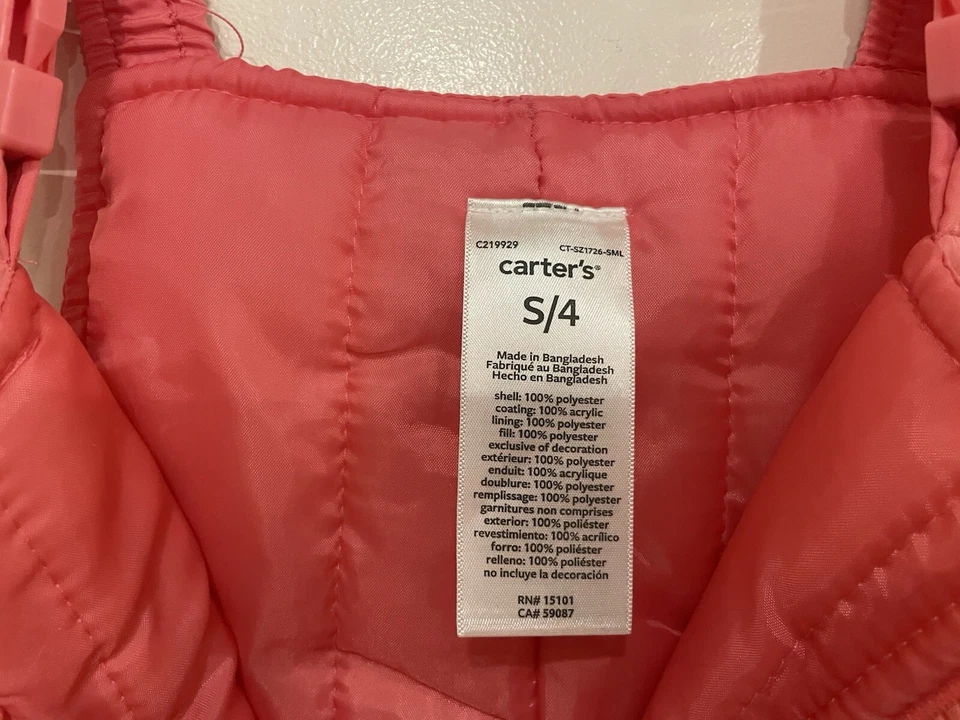 C219929 CT-SZ1726-SML
carter's®
S/4
Made in Bangladesh
Fabriqué au Bangladesh
Hecho en Bangladesh
shell: 100% polyester
coating: 100% acrylic
lining: 100% polyester
fill: 100% polyester
exclusive of decoration
extérieur: 100% polyester
enduit: 100% acrylique
doublure: 100% polyester
remplissage: 100% polyester
garnitures non comprises
exterior: 100% poliéster
revestimiento: 100% acrílico
forro: 100% poliéster
relleno: 100% poliéster
no incluye la decoración
RN# 15101
CA# 59087